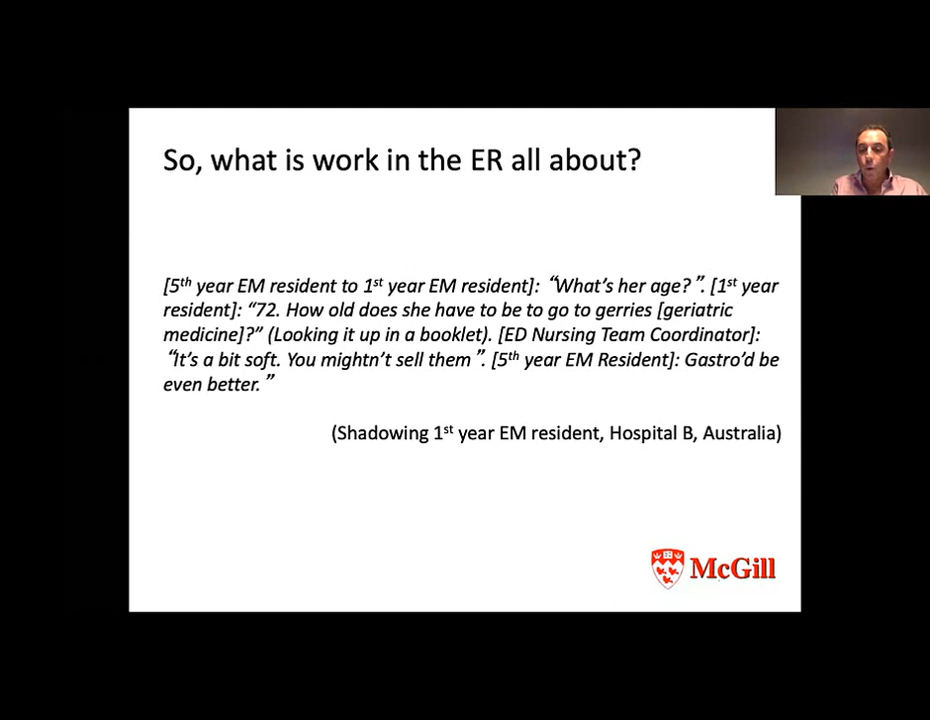 So, what is work in the ER all about?
[5th year EM resident to 1st year EM resident]: “What’s her age? ”. [1st year
resident]: “72. How old does she have to be to go to gerries [geriatric
medicine]?” (Looking it up in a booklet). [ED Nursing Team Coordinator]:
“It’s a bit soft. You mightn’t sell them ”. [5th year EM Resident]: Gastro’d be
even better. ”
(Shadowing 1st year EM resident, Hospital B, Australia)
McGill